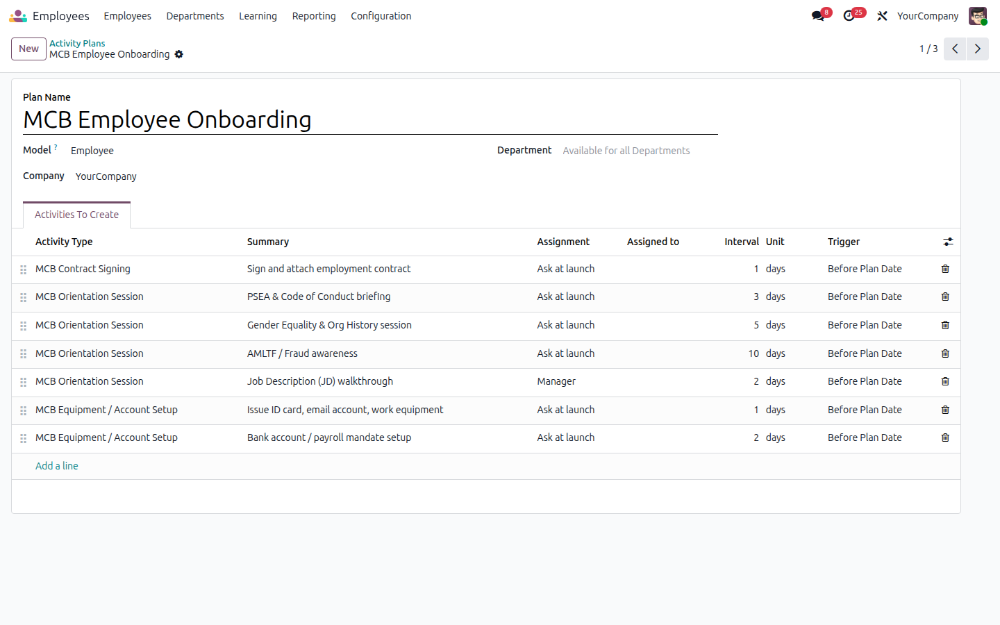 Employees Employees Departments Learning Reporting Configuration 8 25 YourCompany
New Activity Plans
MCB Employee Onboarding 1 / 3
Plan Name
MCB Employee Onboarding
Model ? Employee Department Available for all Departments
Company YourCompany
Activities To Create
Activity Type Summary Assignment Assigned to Interval Unit Trigger
MCB Contract Signing Sign and attach employment contract Ask at launch 1 days Before Plan Date
MCB Orientation Session PSEA & Code of Conduct briefing Ask at launch 3 days Before Plan Date
MCB Orientation Session Gender Equality & Org History session Ask at launch 5 days Before Plan Date
MCB Orientation Session AMLTF / Fraud awareness Ask at launch 10 days Before Plan Date
MCB Orientation Session Job Description (JD) walkthrough Manager 2 days Before Plan Date
MCB Equipment / Account Setup Issue ID card, email account, work equipment Ask at launch 1 days Before Plan Date
MCB Equipment / Account Setup Bank account / payroll mandate setup Ask at launch 2 days Before Plan Date
Add a line